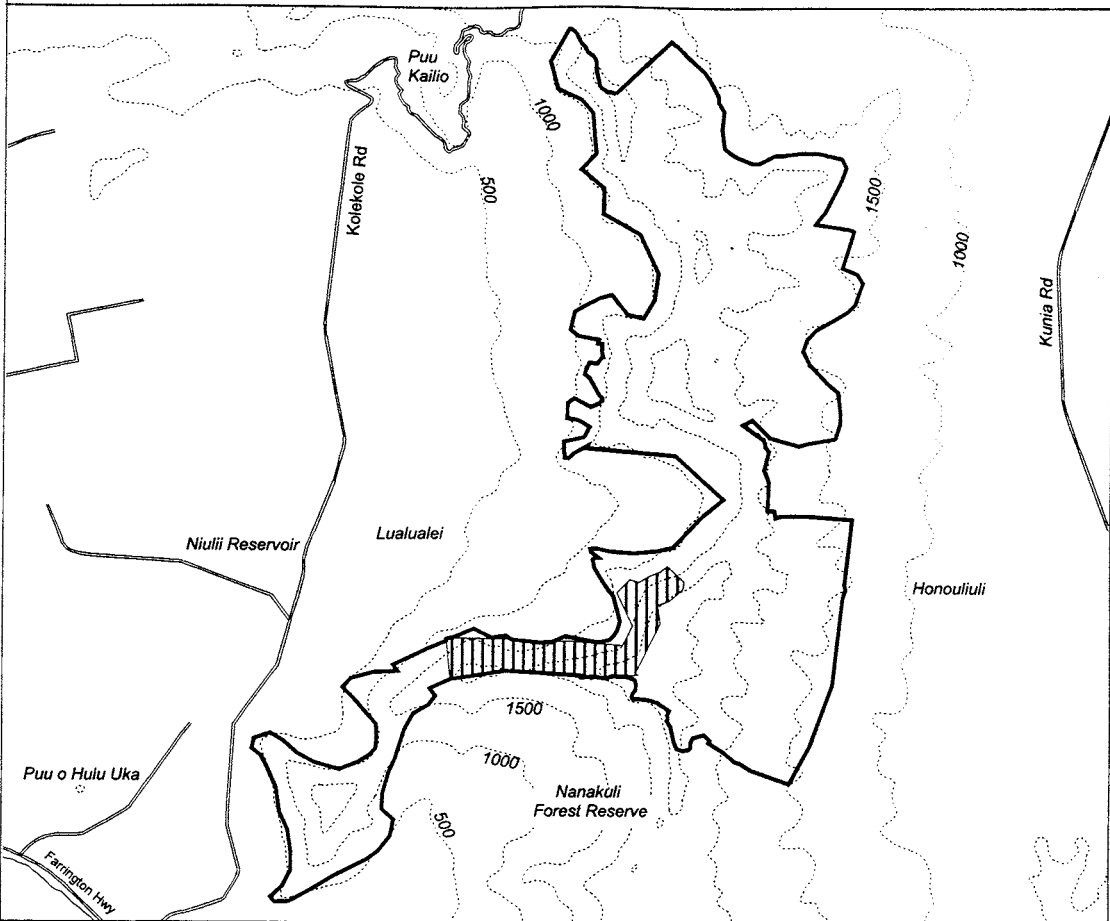 Puu
Kailio
1000
500
Kolekole Rd
1500
1000
Kunia Rd
Niulii Reservoir
Lualualei
Honouliuli
1500
1000
Puu o Hulu Uka
Nanakuli
Forest Reserve
500
Farrington Hwy